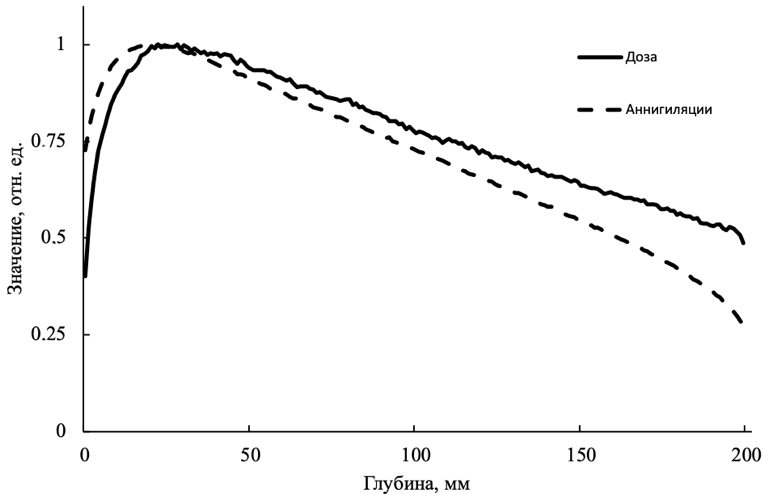 Значение, отн. ед.
1
0.75
0.5
0.25
0
Доза
Аннигиляции
0 50 100 150 200
Глубина, мм